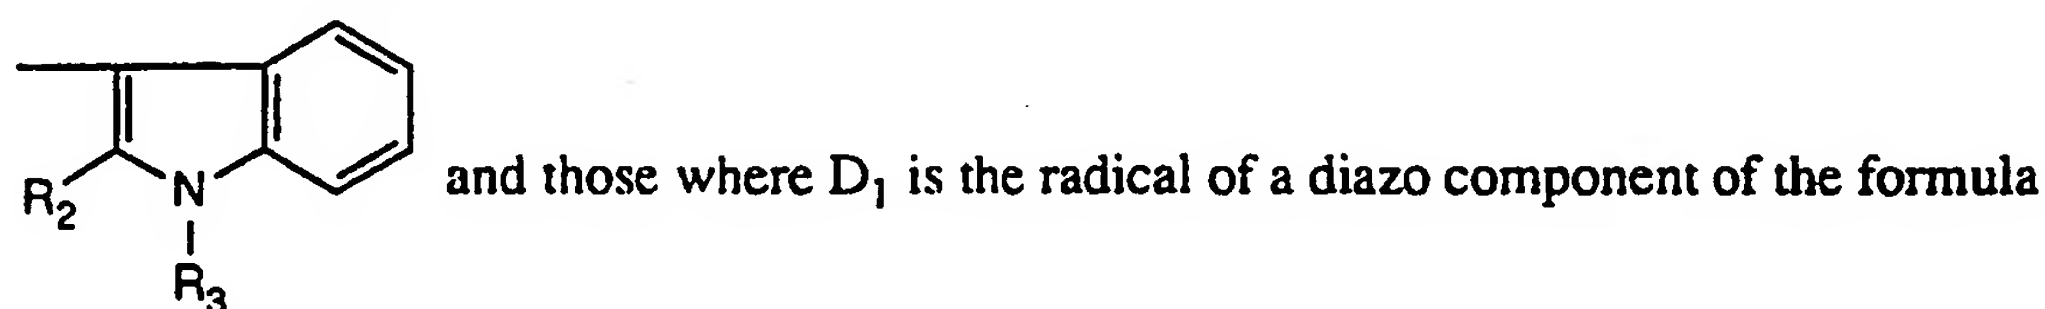 and those where D₁ is the radical of a diazo component of the formula
R₂
N
R₃